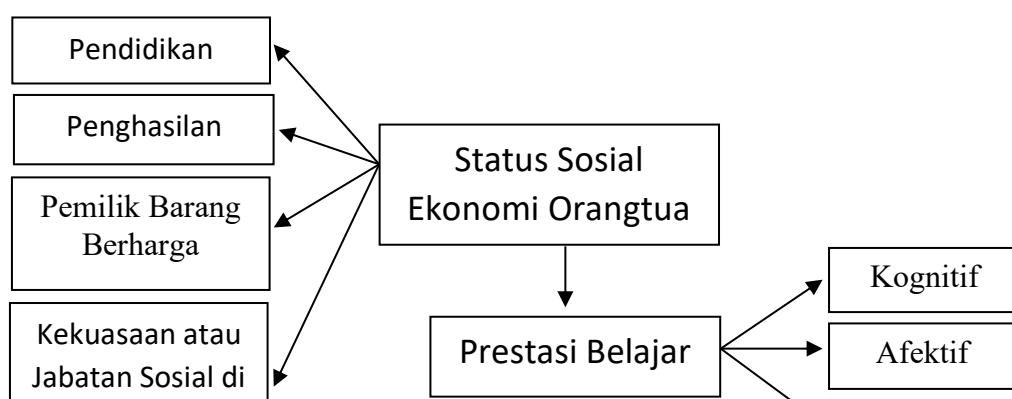 Pendidikan
Penghasilan
Pemilik Barang
Berharga
Kekuasaan atau
Jabatan Sosial di
Status Sosial
Ekonomi Orangtua
Prestasi Belajar
Kognitif
Afektif